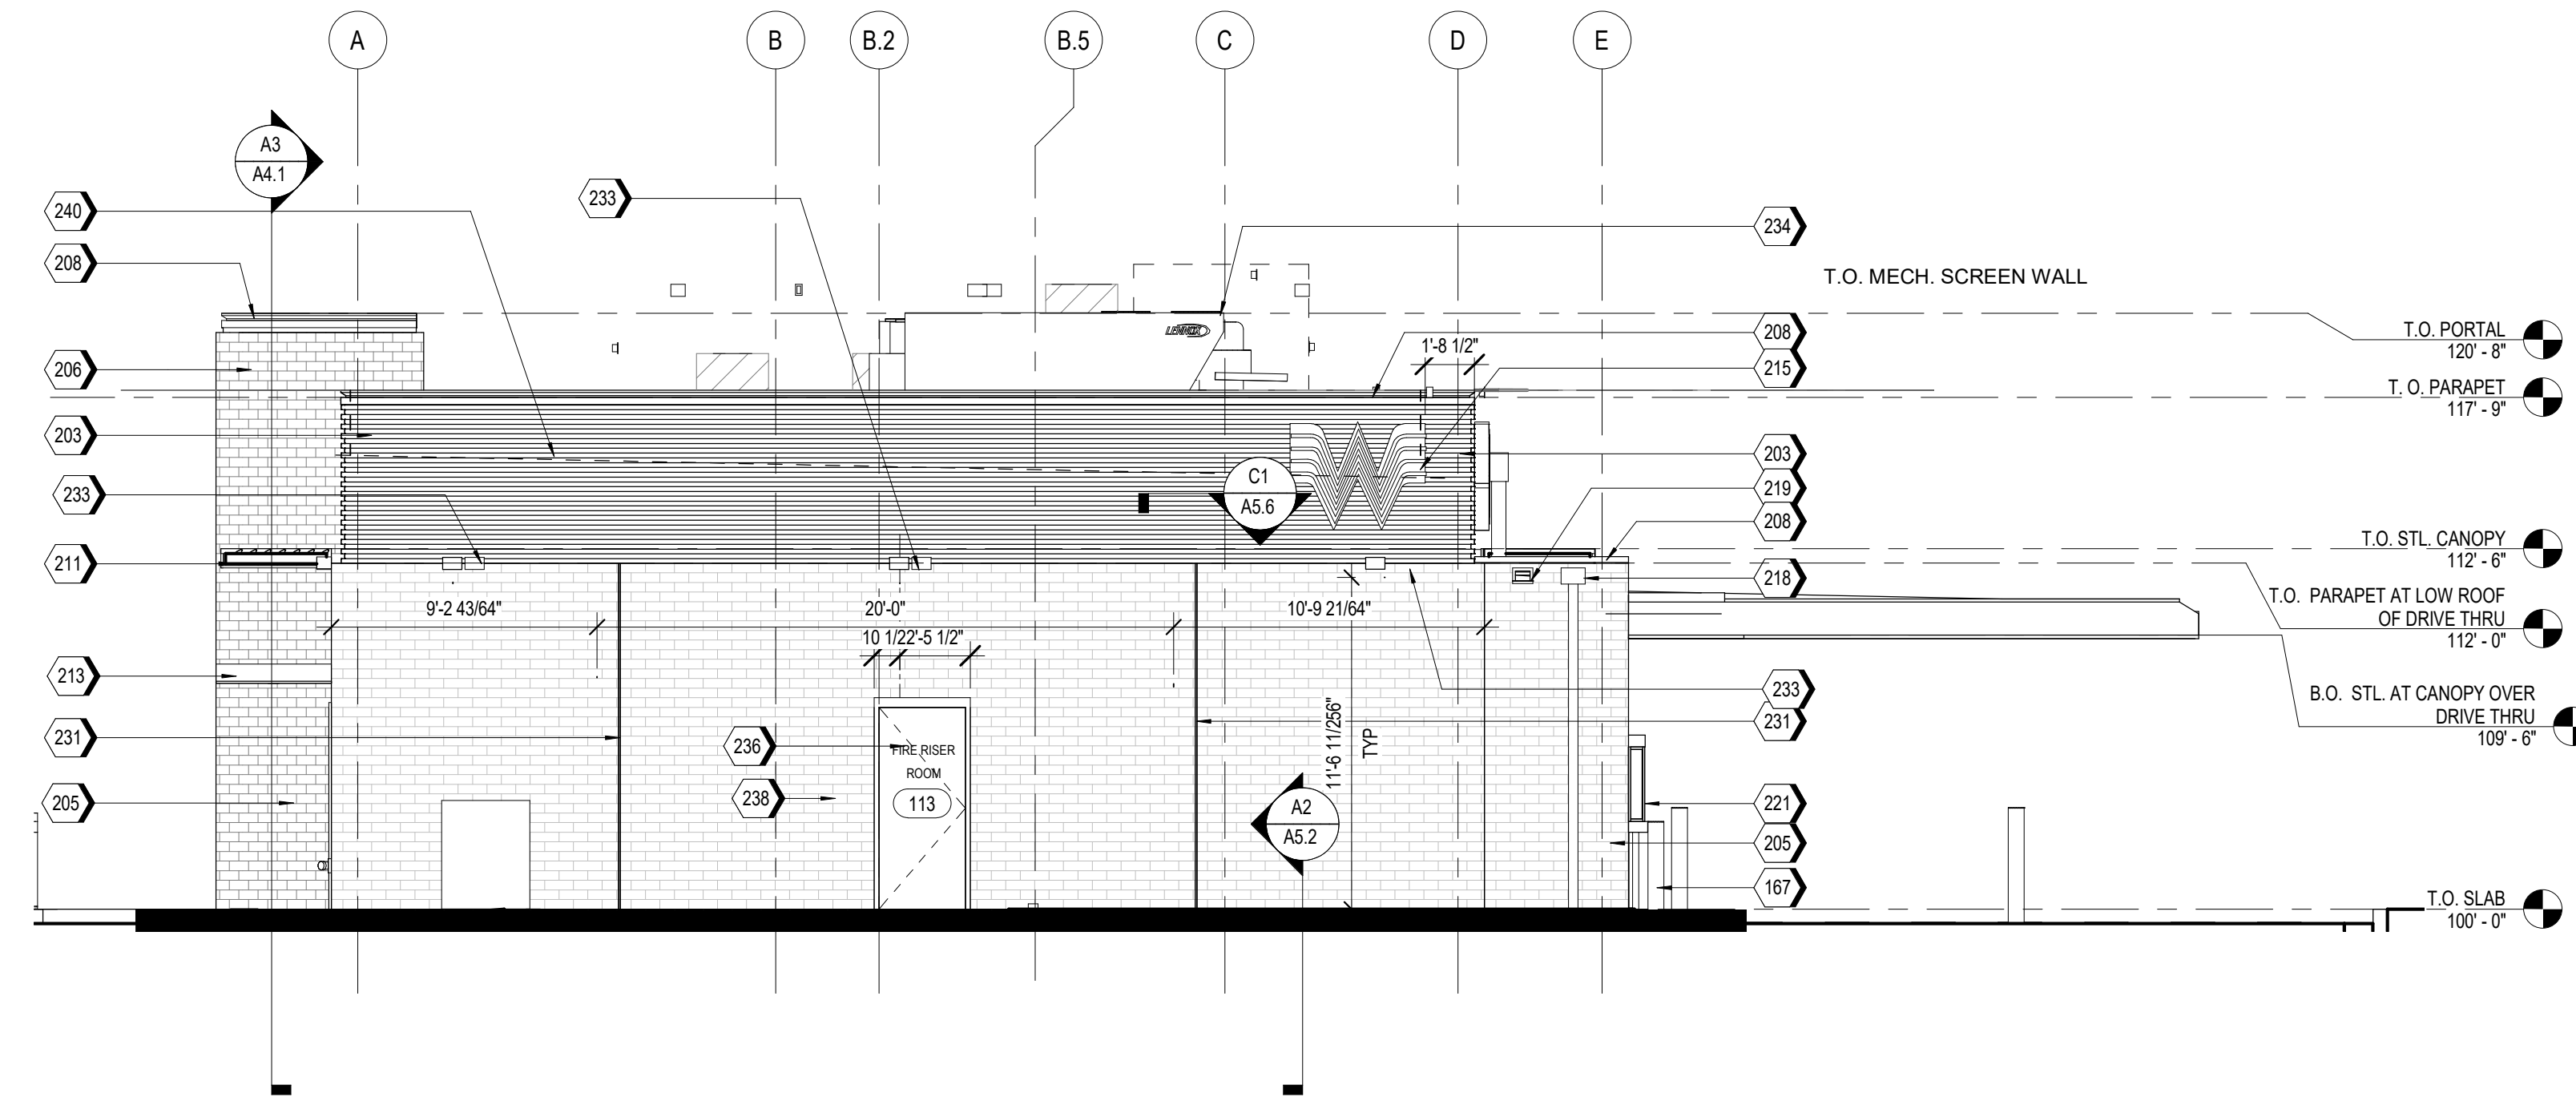 A
B
B.2
B.5
C
D
E
A3
A4.1
240
233
234
208
T.O. MECH. SCREEN WALL
LENNOX
208
T.O. PORTAL
120' - 8"
206
1'-8 1/2"
215
T. O. PARAPET
117' - 9"
203
203
C1
A5.6
219
233
208
T.O. STL. CANOPY
112' - 6"
211
218
9'-2 43/64"
20'-0"
10'-9 21/64"
T.O. PARAPET AT LOW ROOF
OF DRIVE THRU
112' - 0"
10 1/22'-5 1/2"
213
233
B.O. STL. AT CANOPY OVER
DRIVE THRU
109' - 6"
231
236
FIRE RISER
ROOM
113
11'-6 11/256"
TYP
231
205
238
A2
A5.2
221
205
167
T.O. SLAB
100' - 0"